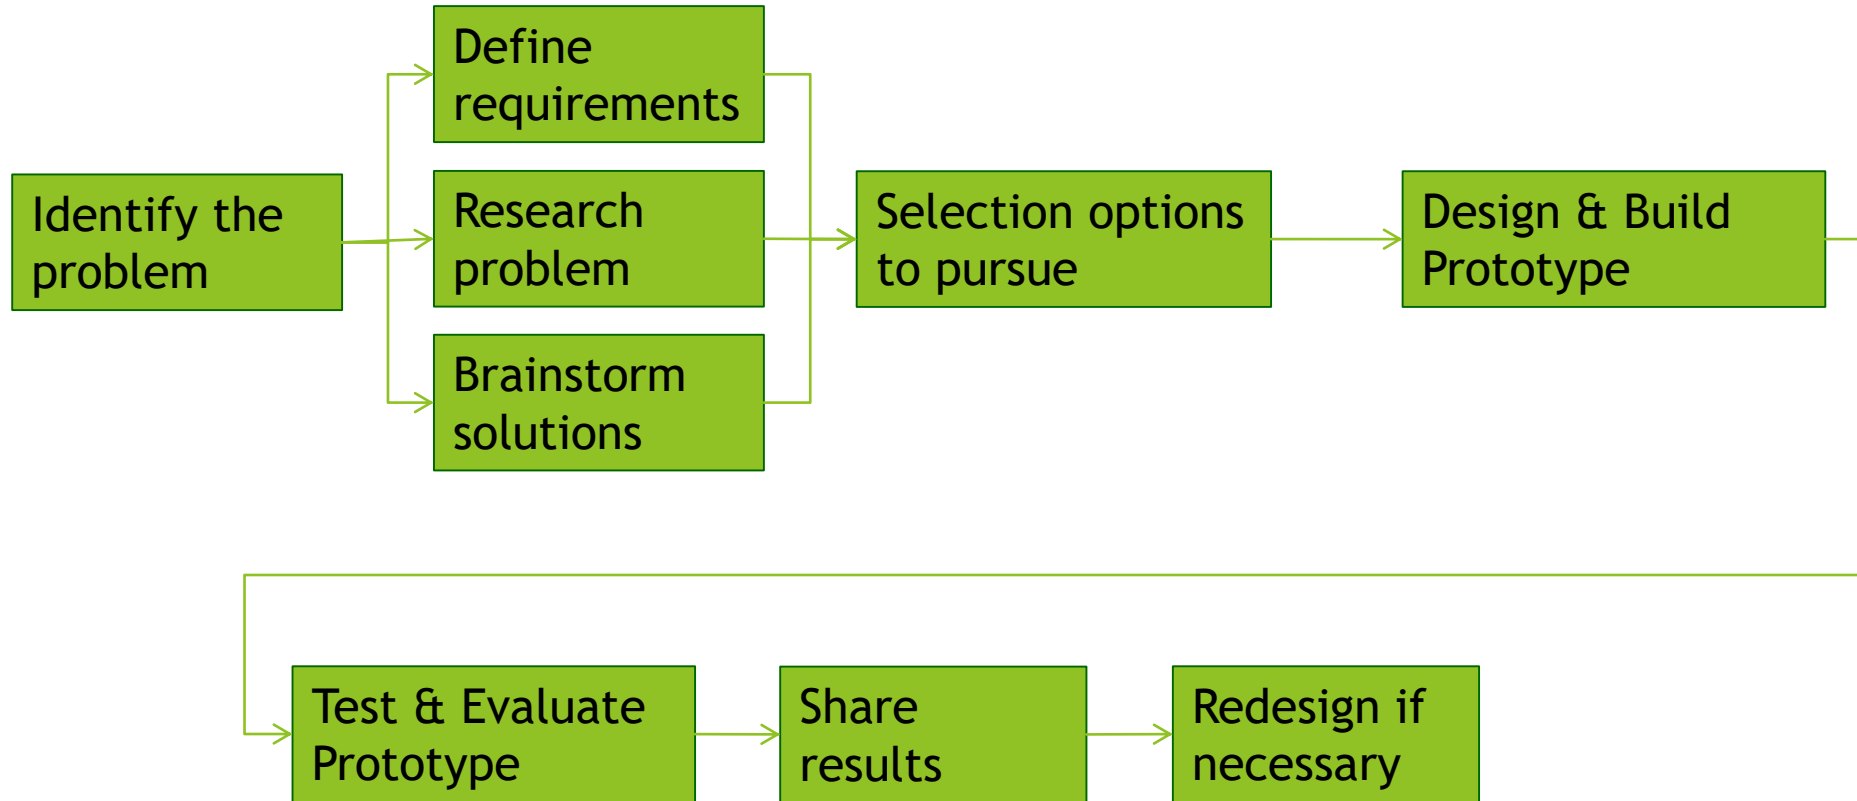 Define
requirements
Identify the
problem
Research
problem
Brainstorm
solutions
Selection options
to pursue
Design & Build
Prototype
Test & Evaluate
Prototype
Share
results
Redesign if
necessary